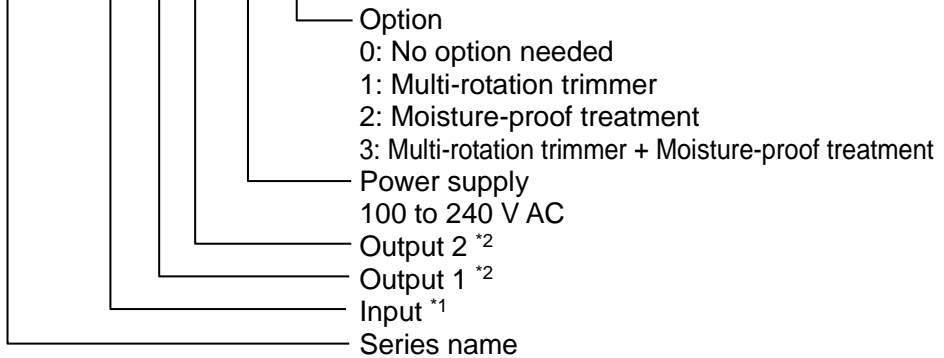 Option
0: No option needed
1: Multi-rotation trimmer
2: Moisture-proof treatment
3: Multi-rotation trimmer + Moisture-proof treatment
Power supply
100 to 240 V AC
Output 2 *2
Output 1 *2
Input *1
Series name